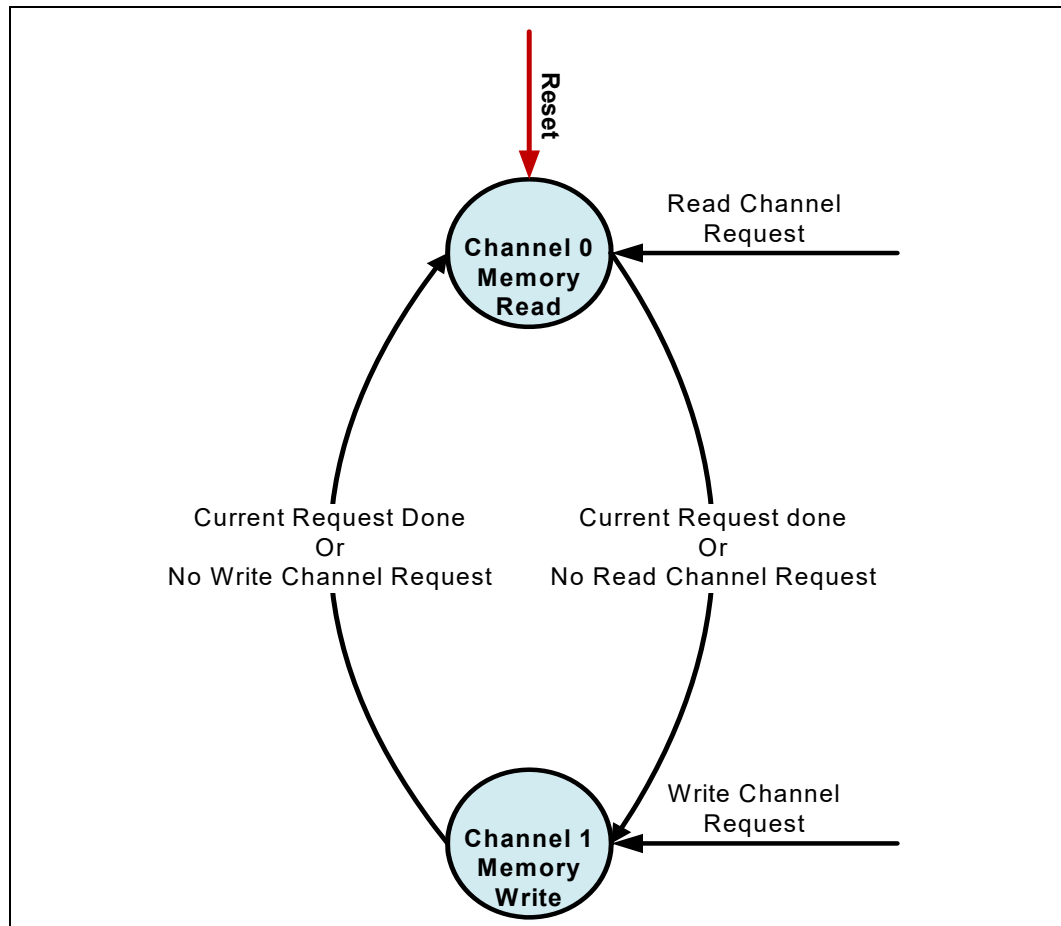 Reset
Read Channel
Request
Channel 0
Memory
Read
Current Request Done
Or
No Write Channel Request
Current Request done
Or
No Read Channel Request
Write Channel
Request
Channel 1
Memory
Write